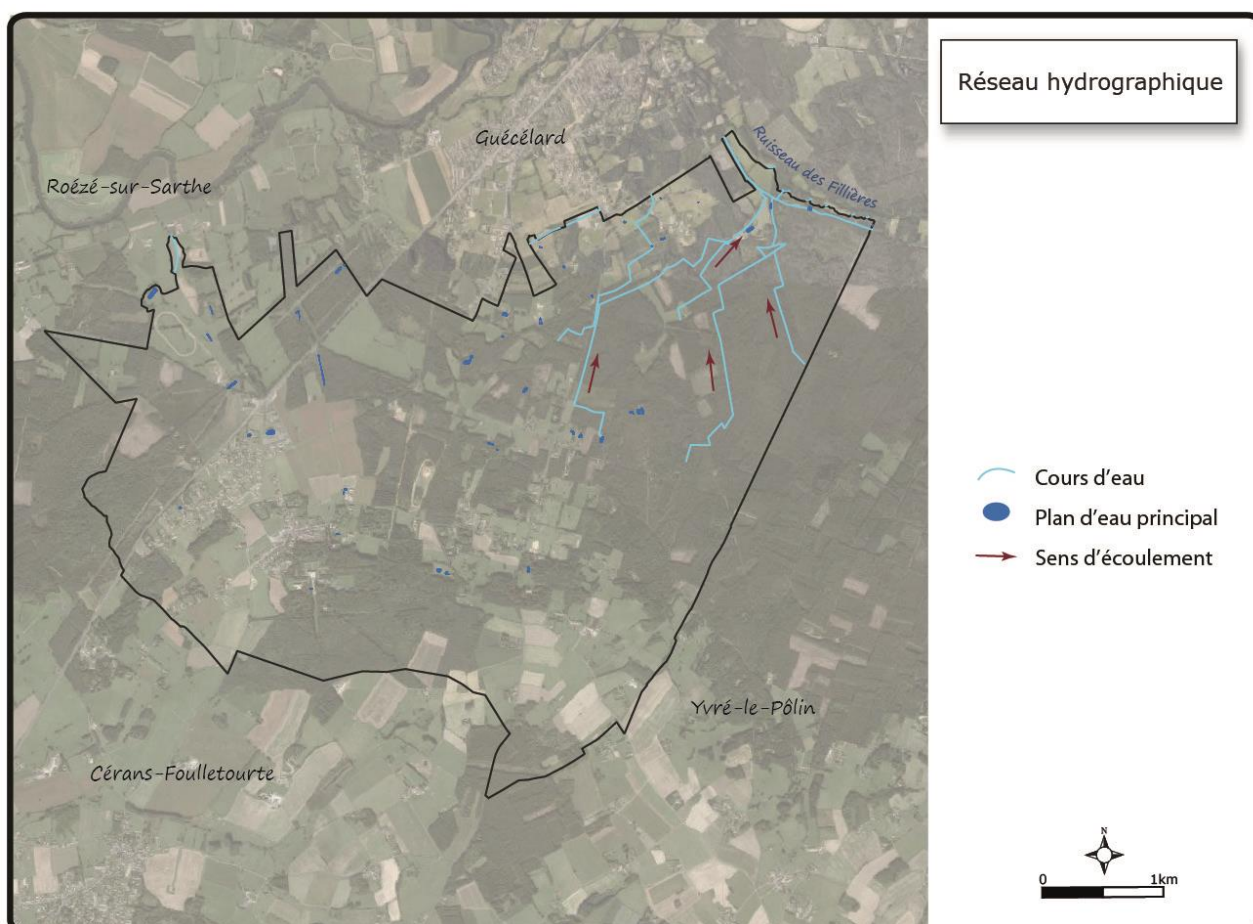 Réseau hydrographique
Guécélard
Ruisseau des Fillières
Roézé-sur-Sarthe
Cours d'eau
Plan d'eau principal
Sens d'écoulement
Yvré-le-Pôlin
Cérans-Foulletourte
N
0 1km